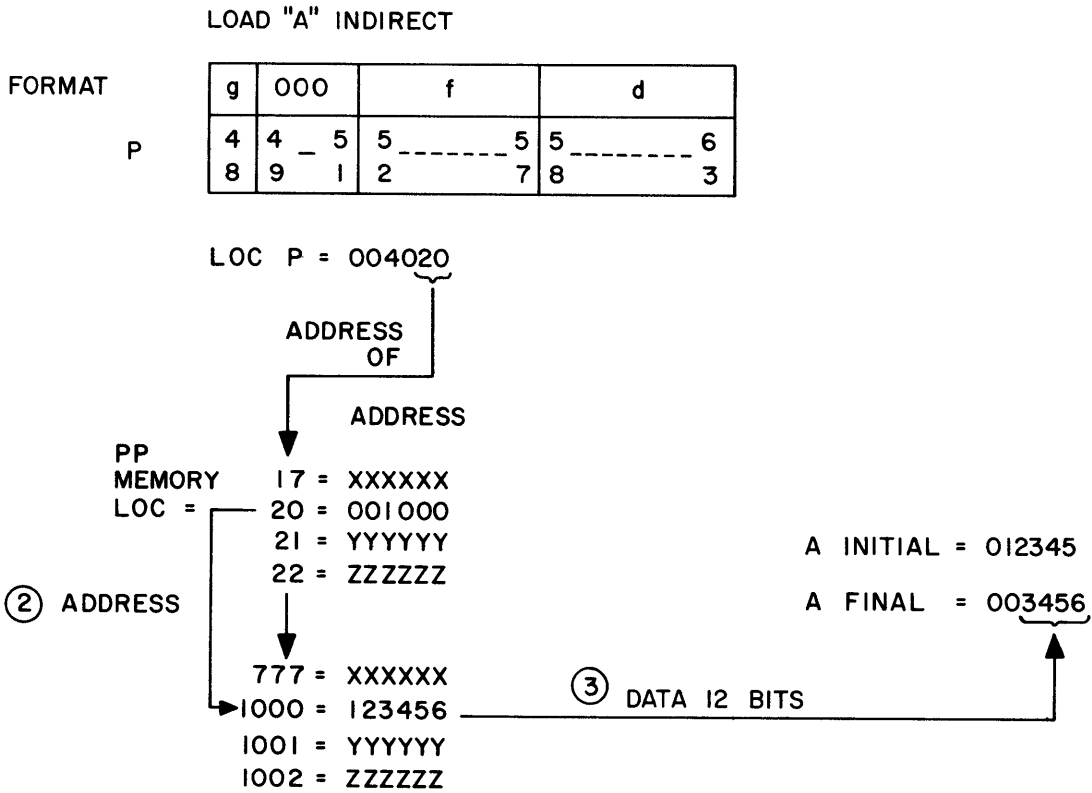 LOAD "A" INDIRECT
FORMAT g 000 f d
P 4 4 _ 5 5 _ _ _ _ _ _ _ 5 5 _ _ _ _ _ _ _ _ 6
8 9 1 2 7 8 3
LOC P = 004020
ADDRESS
OF
ADDRESS
PP
MEMORY 17 = XXXXXX
LOC = 20 = 001000
21 = YYYYYY
22 = ZZZZZZ
A INITIAL = 012345
2 ADDRESS
A FINAL = 003456
777 = XXXXXX
3 DATA 12 BITS
1000 = 123456
1001 = YYYYYY
1002 = ZZZZZZ